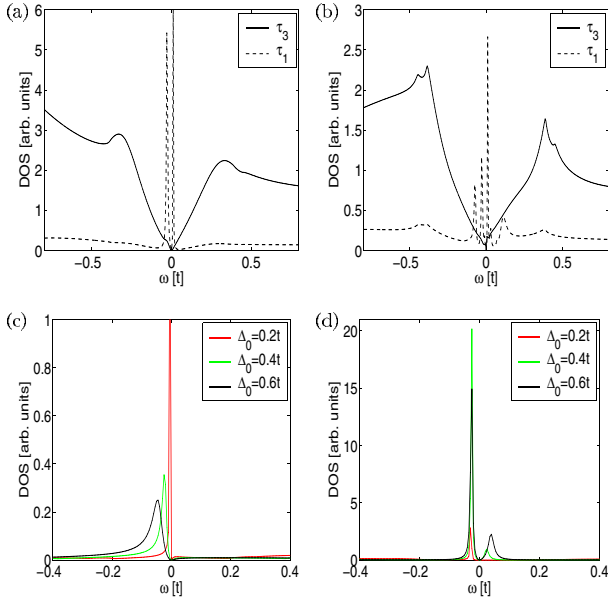 (a)
6
5
4
3
2
1
0
DOS [arb. units]
τ3
τ1
−0.5 0 0.5
ω [t]
(b)
3
2.5
2
1.5
1
0.5
0
DOS [arb. units]
τ3
τ1
−0.5 0 0.5
ω [t]
(c)
1
0.8
0.6
0.4
0.2
0
DOS [arb. units]
Δ0=0.2t
Δ0=0.4t
Δ0=0.6t
−0.4 −0.2 0 0.2 0.4
ω [t]
(d)
20
15
10
5
0
DOS [arb. units]
Δ0=0.2t
Δ0=0.4t
Δ0=0.6t
−0.4 −0.2 0 0.2 0.4
ω [t]